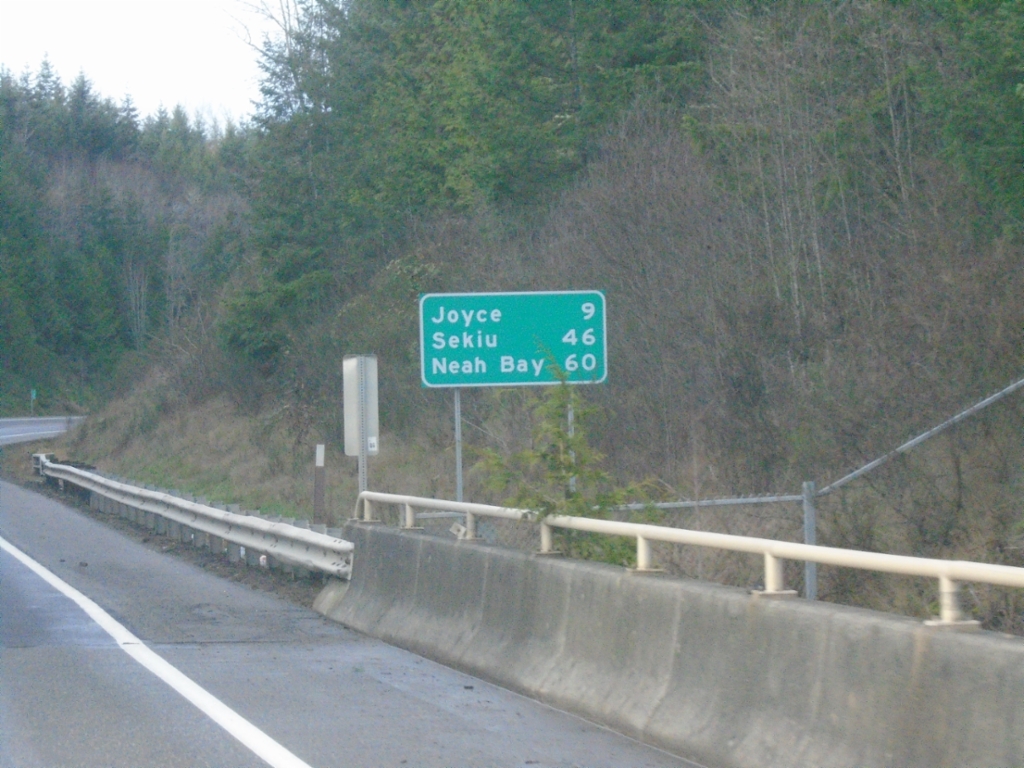 Joyce 9
Sekiu 46
Neah Bay 60